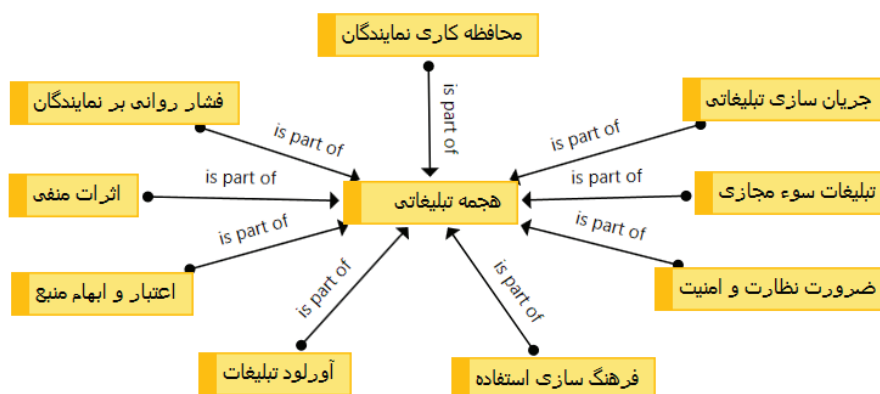 محافظه کاری نمایندگان
is part of
فشار روانی بر نمایندگان
is part of
جریان سازی تبلیغاتی
is part of
اثرات منفی
is part of
هجمه تبلیغاتی
is part of
تبلیغات سوء مجازی
اعتبار و ابهام منبع
is part of
is part of
ضرورت نظارت و امنیت
is part of
آورلود تبلیغات
is part of
فرهنگ سازی استفاده